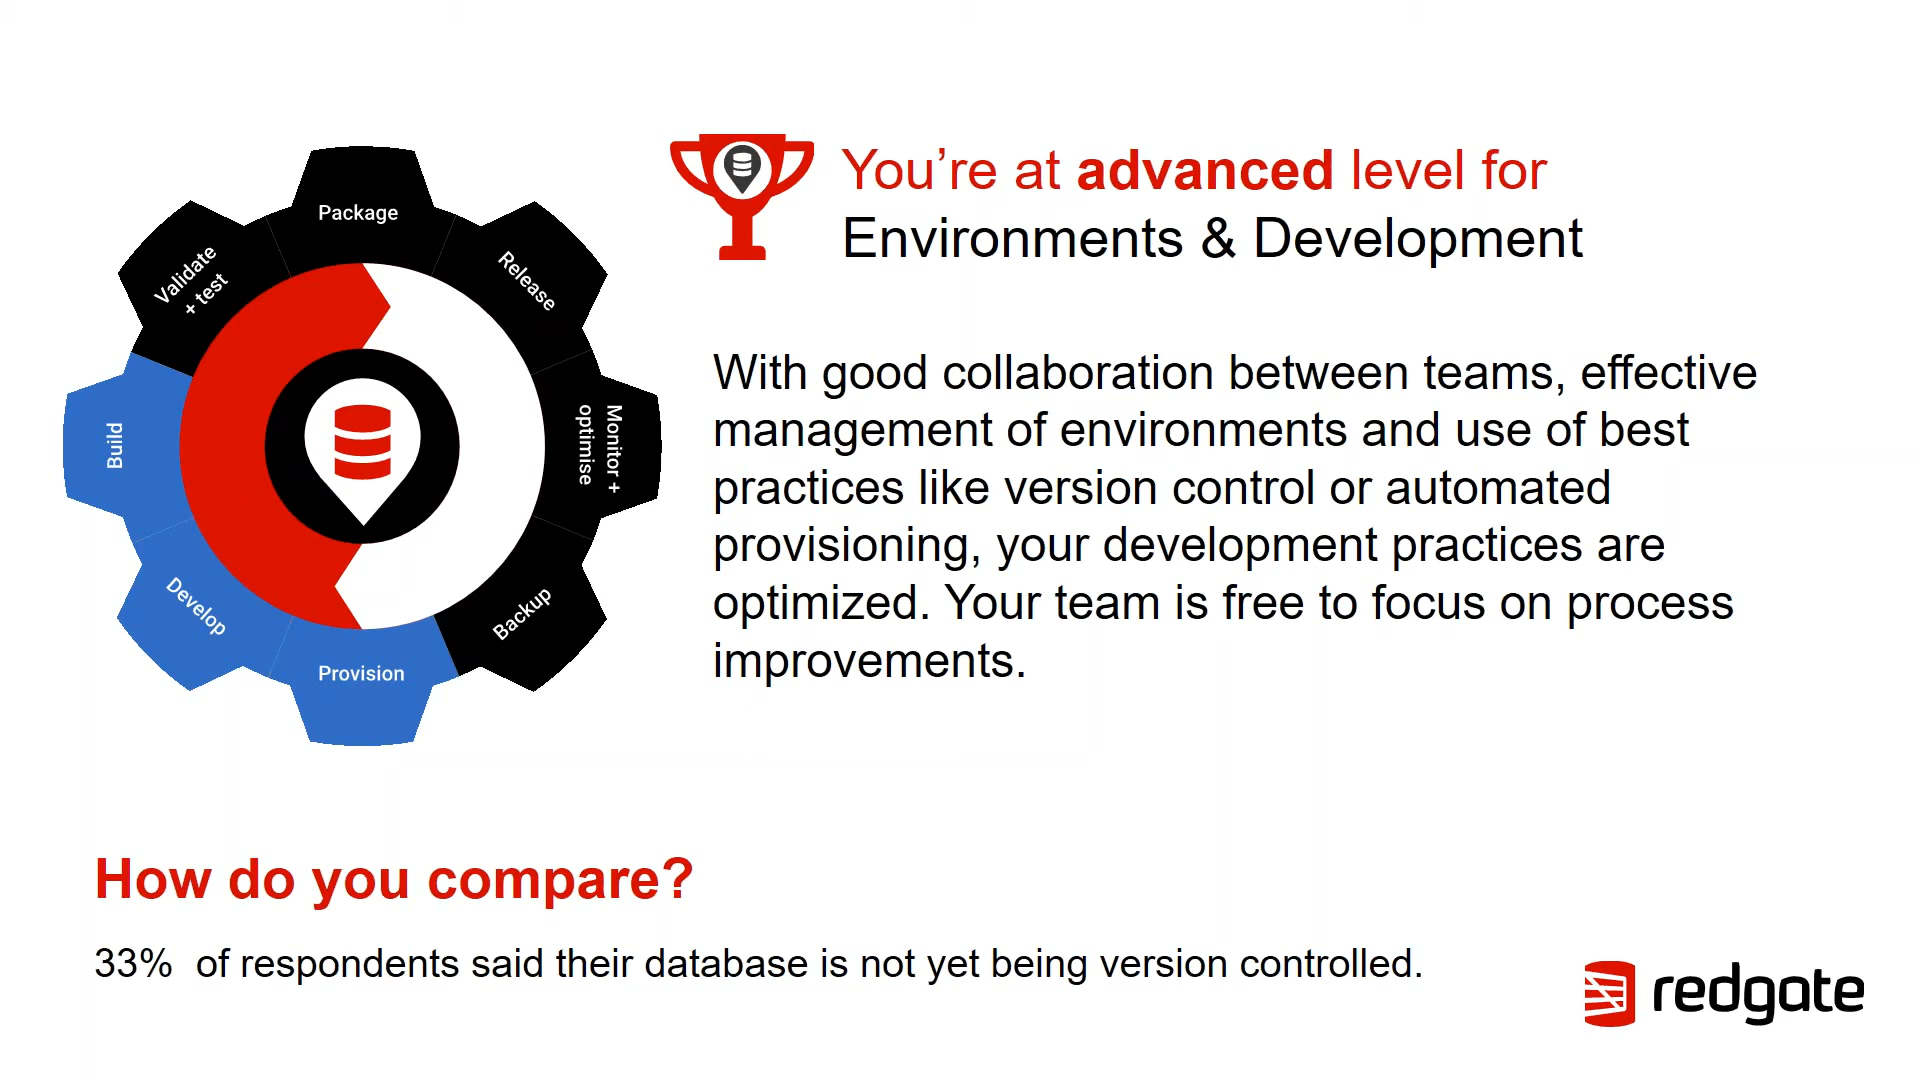 Package
Release
Monitor +
optimise
Backup
Provision
Develop
Build
Validate
+ test
You’re at advanced level for
Environments & Development
With good collaboration between teams, effective
management of environments and use of best
practices like version control or automated
provisioning, your development practices are
optimized. Your team is free to focus on process
improvements.
How do you compare?
33%  of respondents said their database is not yet being version controlled.
redgate